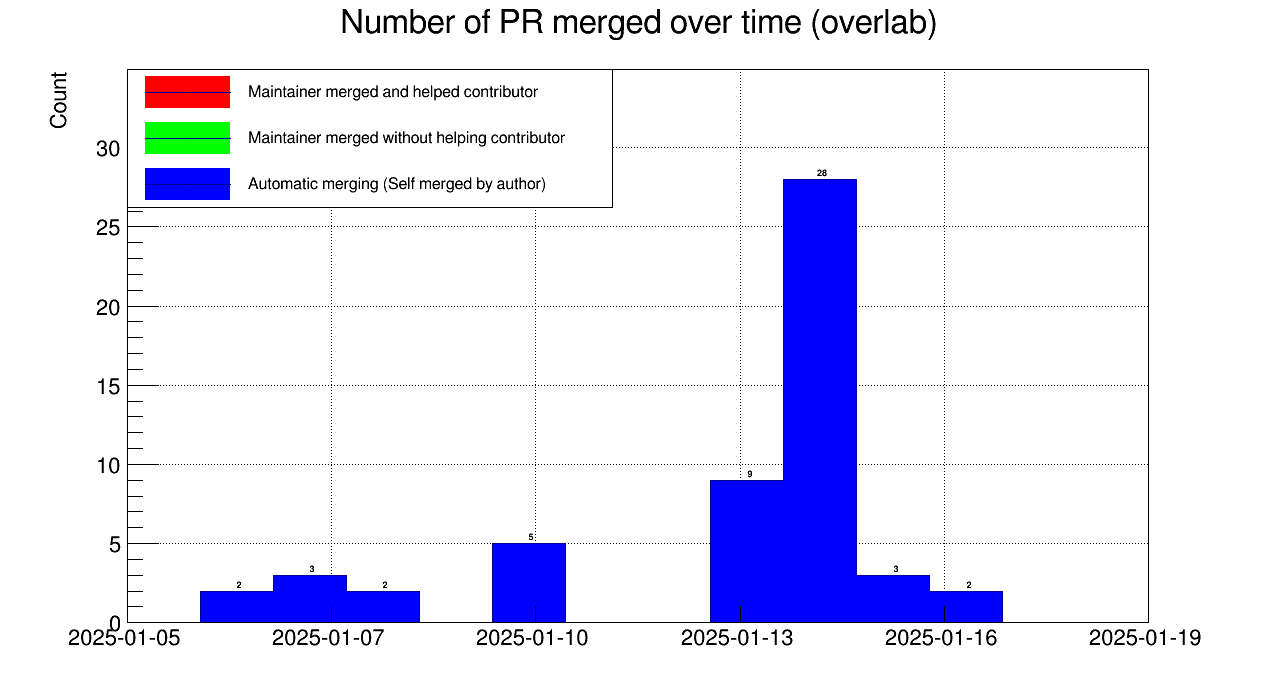 Number of PR merged over time (overlab)
Count
Maintainer merged and helped contributor
Maintainer merged without helping contributor
Automatic merging (Self merged by author)
30
25
20
15
10
5
0
2
3
2
5
9
28
3
2
2025-01-05 2025-01-07 2025-01-10 2025-01-13 2025-01-16 2025-01-19